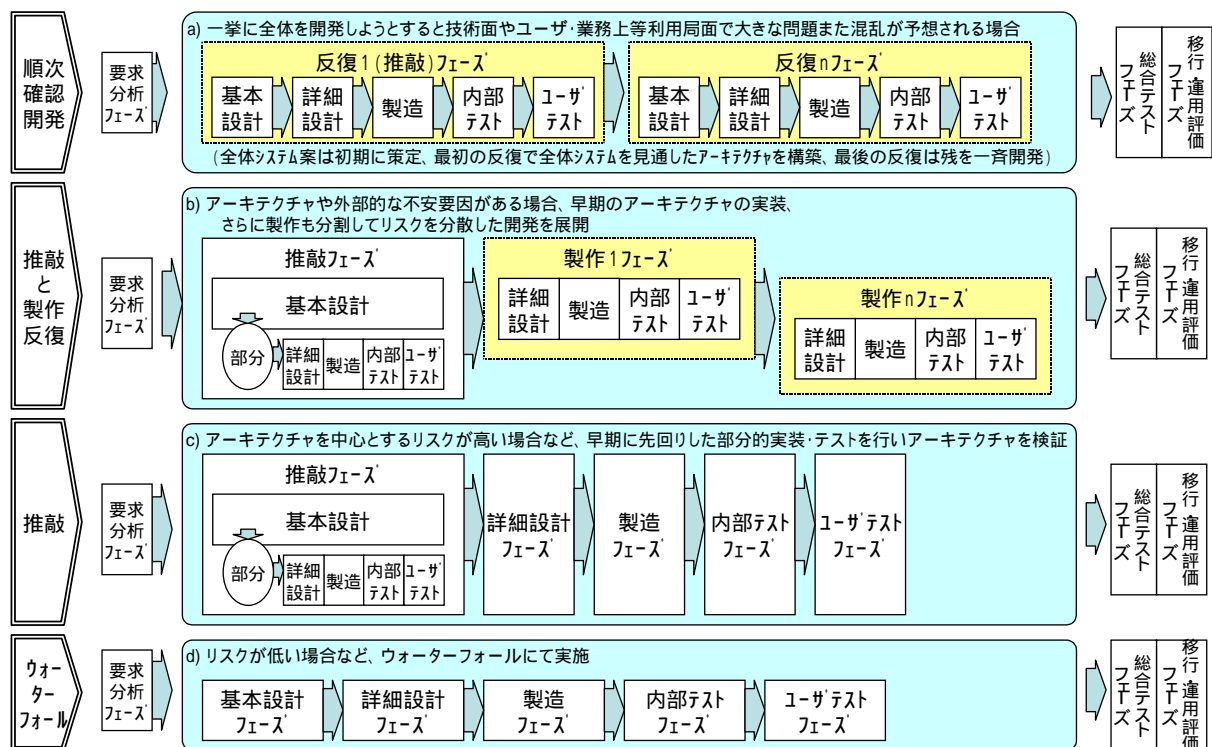 順次
確認
開発
要求
分析
ﾌｪｰｽﾞ
a) 一挙に全体を開発しようとすると技術面やユーザ･業務上等利用局面で大きな問題また混乱が予想される場合
反復1(推敲)ﾌｪｰｽﾞ
基本
設計
詳細
設計
製造
内部
ﾃｽﾄ
ﾕｰｻﾞ
ﾃｽﾄ
反復nﾌｪｰｽﾞ
基本
設計
詳細
設計
製造
内部
ﾃｽﾄ
ﾕｰｻﾞ
ﾃｽﾄ
(全体ｼｽﾃﾑ案は初期に策定、最初の反復で全体ｼｽﾃﾑを見通したｱｰｷﾃｸﾁｬを構築、最後の反復は残を一斉開発)
総合テスト
フェーズ
移行・運用評価
フェーズ
推敲
と
製作
反復
要求
分析
ﾌｪｰｽﾞ
b) アーキテクチャや外部的な不安要因がある場合、早期のアーキテクチャの実装、
さらに製作も分割してリスクを分散した開発を展開
推敲ﾌｪｰｽﾞ
基本設計
部分
詳細
設計
製造
内部
ﾃｽﾄ
ﾕｰｻﾞ
ﾃｽﾄ
製作1ﾌｪｰｽﾞ
詳細
設計
製造
内部
ﾃｽﾄ
ﾕｰｻﾞ
ﾃｽﾄ
製作nﾌｪｰｽﾞ
詳細
設計
製造
内部
ﾃｽﾄ
ﾕｰｻﾞ
ﾃｽﾄ
総合テスト
フェーズ
移行・運用評価
フェーズ
推敲
要求
分析
ﾌｪｰｽﾞ
c) アーキテクチャを中心とするリスクが高い場合など、早期に先回りした部分的実装･テストを行いアーキテクチャを検証
推敲ﾌｪｰｽﾞ
基本設計
部分
詳細
設計
製造
内部
ﾃｽﾄ
ﾕｰｻﾞ
ﾃｽﾄ
詳細設計
ﾌｪｰｽﾞ
製造
ﾌｪｰｽﾞ
内部ﾃｽﾄ
ﾌｪｰｽﾞ
ﾕｰｻﾞﾃｽﾄ
ﾌｪｰｽﾞ
総合テスト
フェーズ
移行・運用評価
フェーズ
ｳｫｰ
ﾀｰ
ﾌｫｰﾙ
要求
分析
ﾌｪｰｽﾞ
d) リスクが低い場合など、ウォーターフォールにて実施
基本設計
ﾌｪｰｽﾞ
詳細設計
ﾌｪｰｽﾞ
製造
ﾌｪｰｽﾞ
内部ﾃｽﾄ
ﾌｪｰｽﾞ
ﾕｰｻﾞﾃｽﾄ
ﾌｪｰｽﾞ
総合テスト
フェーズ
移行・運用評価
フェーズ